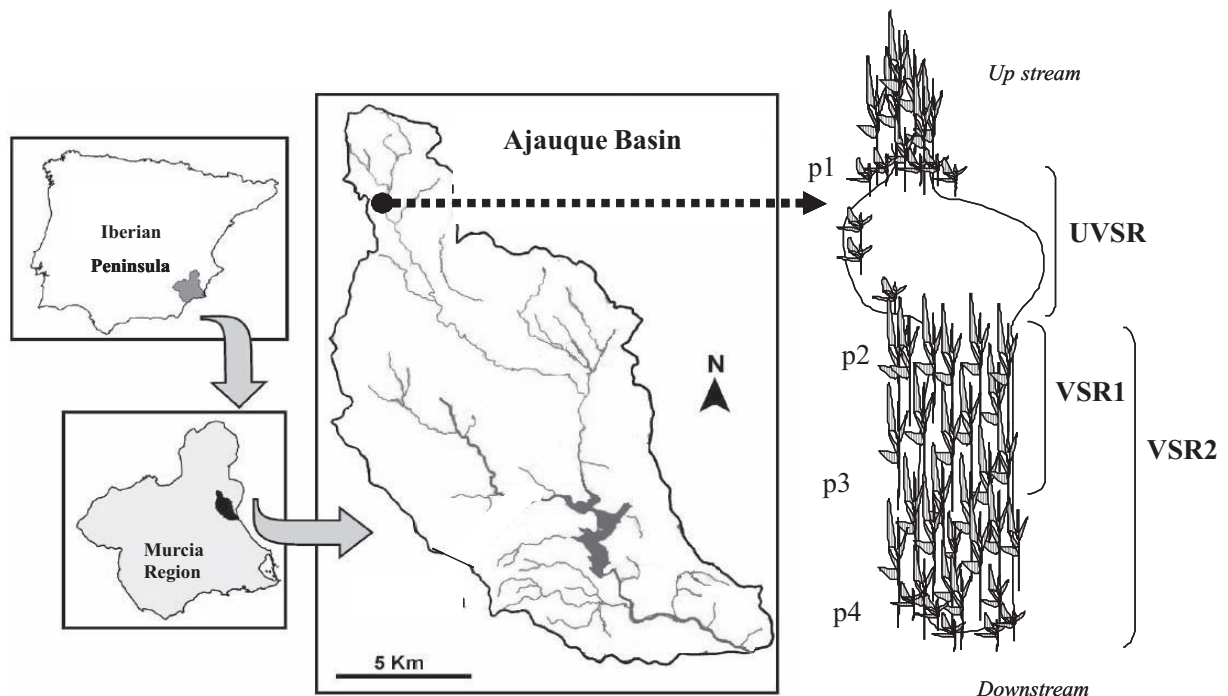 Up stream
Ajauque Basin
p1
Iberian
Peninsula
UVSR
p2
N
VSR1
VSR2
p3
Murcia
Region
p4
5 Km
Downstream